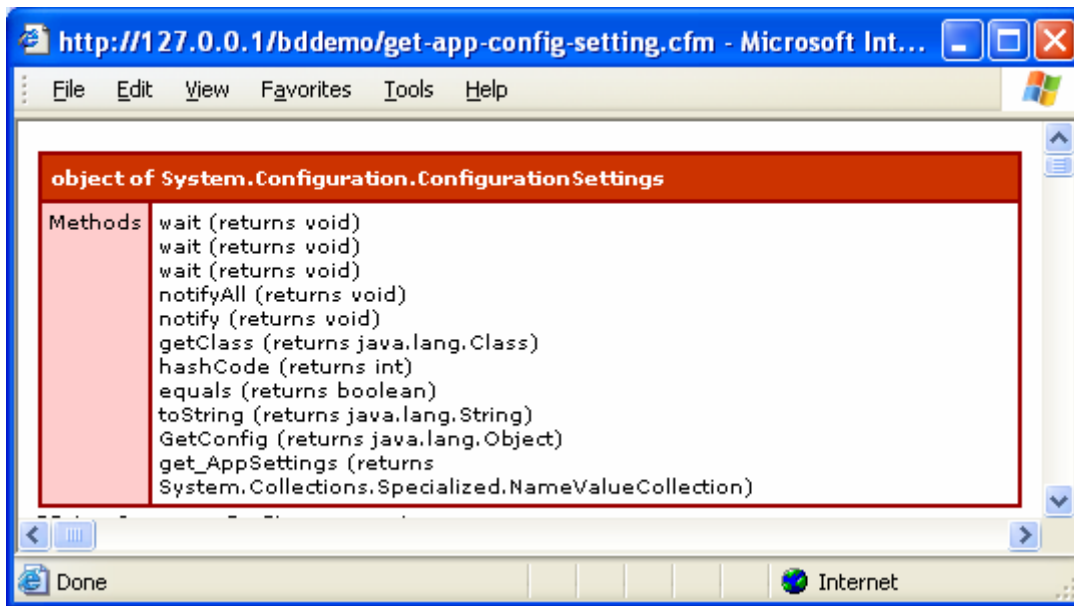 http://127.0.0.1/bddemo/get-app-config-setting.cfm - Microsoft Int...
File Edit View Favorites Tools Help
object of System.Configuration.ConfigurationSettings
Methods wait (returns void)
wait (returns void)
wait (returns void)
notifyAll (returns void)
notify (returns void)
getClass (returns java.lang.Class)
hashCode (returns int)
equals (returns boolean)
toString (returns java.lang.String)
GetConfig (returns java.lang.Object)
get_AppSettings (returns
System.Collections.Specialized.NameValueCollection)
Done Internet